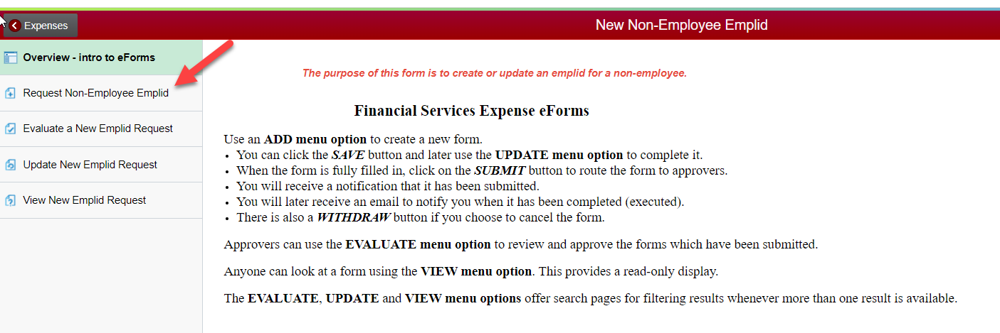 Expenses
New Non-Employee Emplid
Overview - intro to eForms
Request Non-Employee Emplid
Evaluate a New Emplid Request
Update New Emplid Request
View New Emplid Request
The purpose of this form is to create or update an emplid for a non-employee.
Financial Services Expense eForms
Use an ADD menu option to create a new form.
• You can click the SAVE button and later use the UPDATE menu option to complete it.
• When the form is fully filled in, click on the SUBMIT button to route the form to approvers.
• You will receive a notification that it has been submitted.
• You will later receive an email to notify you when it has been completed (executed).
• There is also a WITHDRAW button if you choose to cancel the form.
Approvers can use the EVALUATE menu option to review and approve the forms which have been submitted.
Anyone can look at a form using the VIEW menu option. This provides a read-only display.
The EVALUATE, UPDATE and VIEW menu options offer search pages for filtering results whenever more than one result is available.